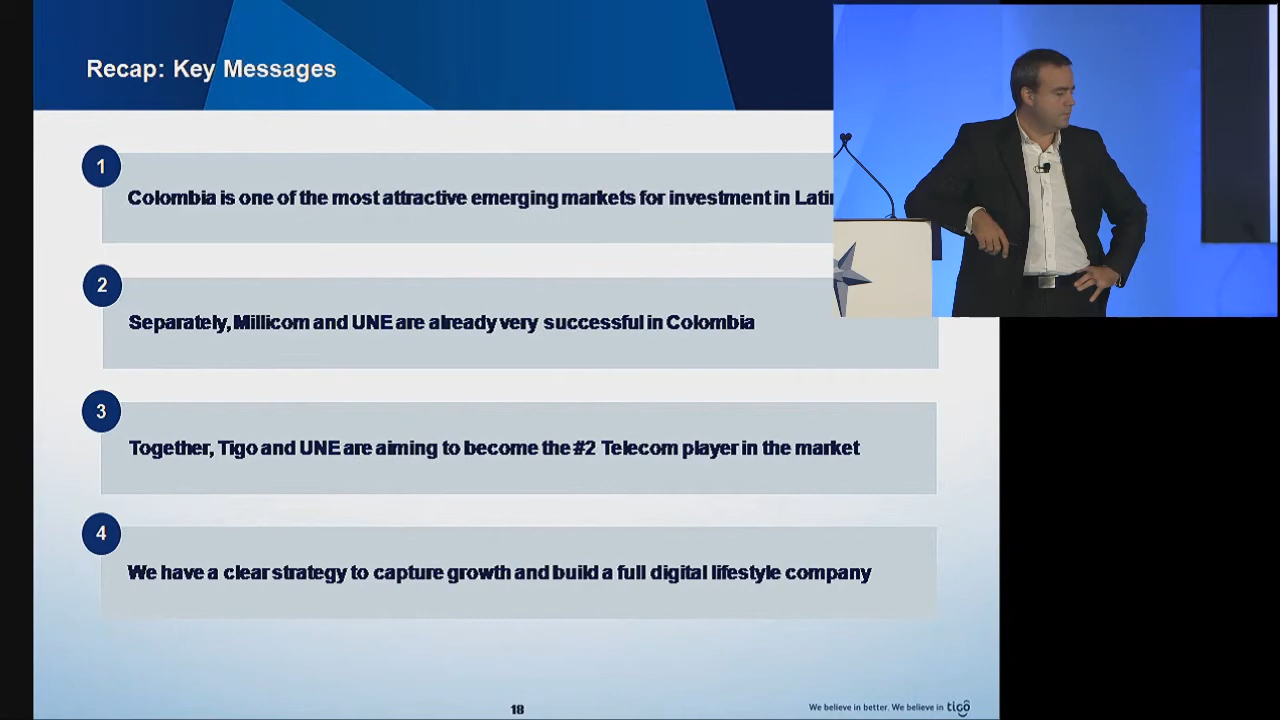 Recap: Key Messages
1
Colombia is one of the most attractive emerging markets for investment in
2
Separately, Millicom and UNE are already very successful in Colombia
3
Together, Tigo and UNE are aiming to become the #2 Telecom player in the market
4
We have a clear strategy to capture growth and build a full digital lifestyle company
18
We believe in better. We believe in tigo